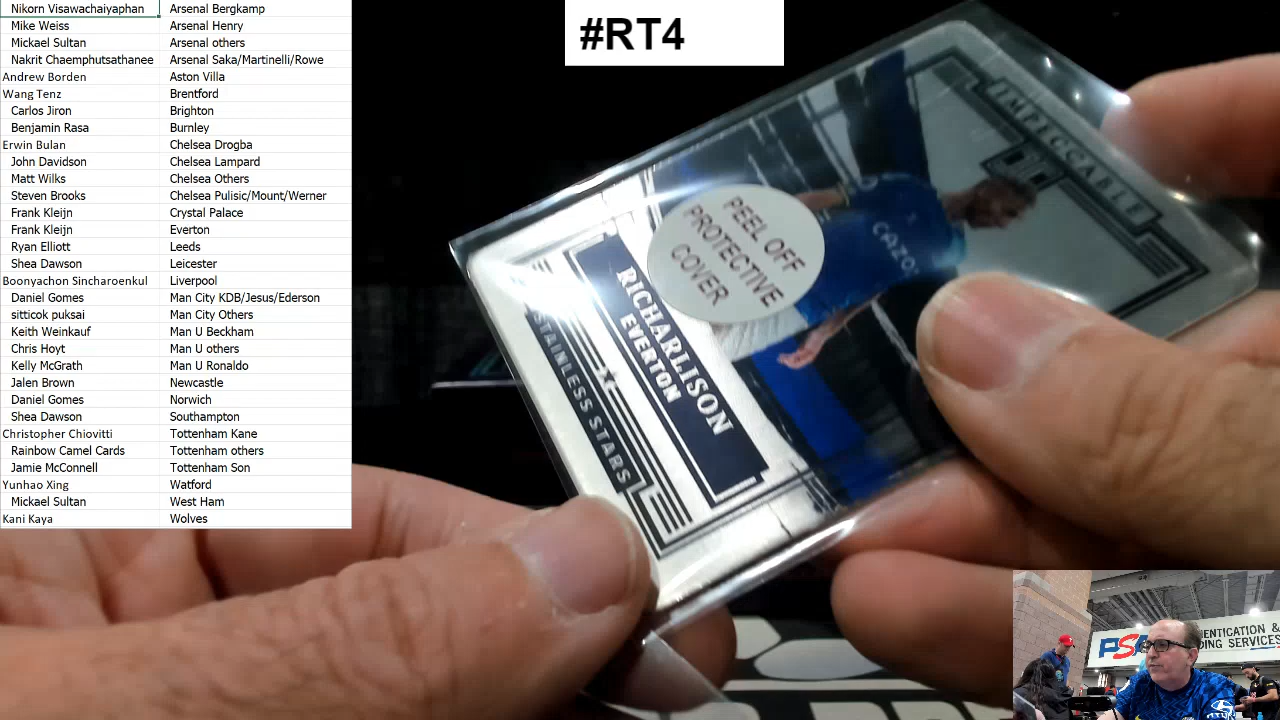 Nikorn Visawachaiyaphan Arsenal Bergkamp
Mike Weiss Arsenal Henry
Mickael Sultan Arsenal others
Nakrit Chaemphutsathanee Arsenal Saka/Martinelli/Rowe
Andrew Borden Aston Villa
Wang Tenz Brentford
Carlos Jiron Brighton
Benjamin Rasa Burnley
Erwin Bulan Chelsea Drogba
John Davidson Chelsea Lampard
Matt Wilks Chelsea Others
Steven Brooks Chelsea Pulisic/Mount/Werner
Frank Kleijn Crystal Palace
Frank Kleijn Everton
Ryan Elliott Leeds
Shea Dawson Leicester
Boonyachon Sincharoenkul Liverpool
Daniel Gomes Man City KDB/Jesus/Ederson
sitticok puksai Man City Others
Keith Weinkauf Man U Beckham
Chris Hoyt Man U others
Kelly McGrath Man U Ronaldo
Jalen Brown Newcastle
Daniel Gomes Norwich
Shea Dawson Southampton
Christopher Chiovitti Tottenham Kane
Rainbow Camel Cards Tottenham others
Jamie McConnell Tottenham Son
Yunhao Xing Watford
Mickael Sultan West Ham
Kani Kaya Wolves
#RT4
IMPECCABLE
CAZOO
PEEL OFF
PROTECTIVE
COVER
RICHARLISON
EVERTON
STAINLESS STARS
PSA